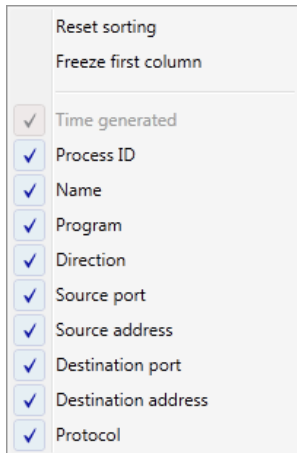 Reset sorting
Freeze first column
Time generated
Process ID
Name
Program
Direction
Source port
Source address
Destination port
Destination address
Protocol